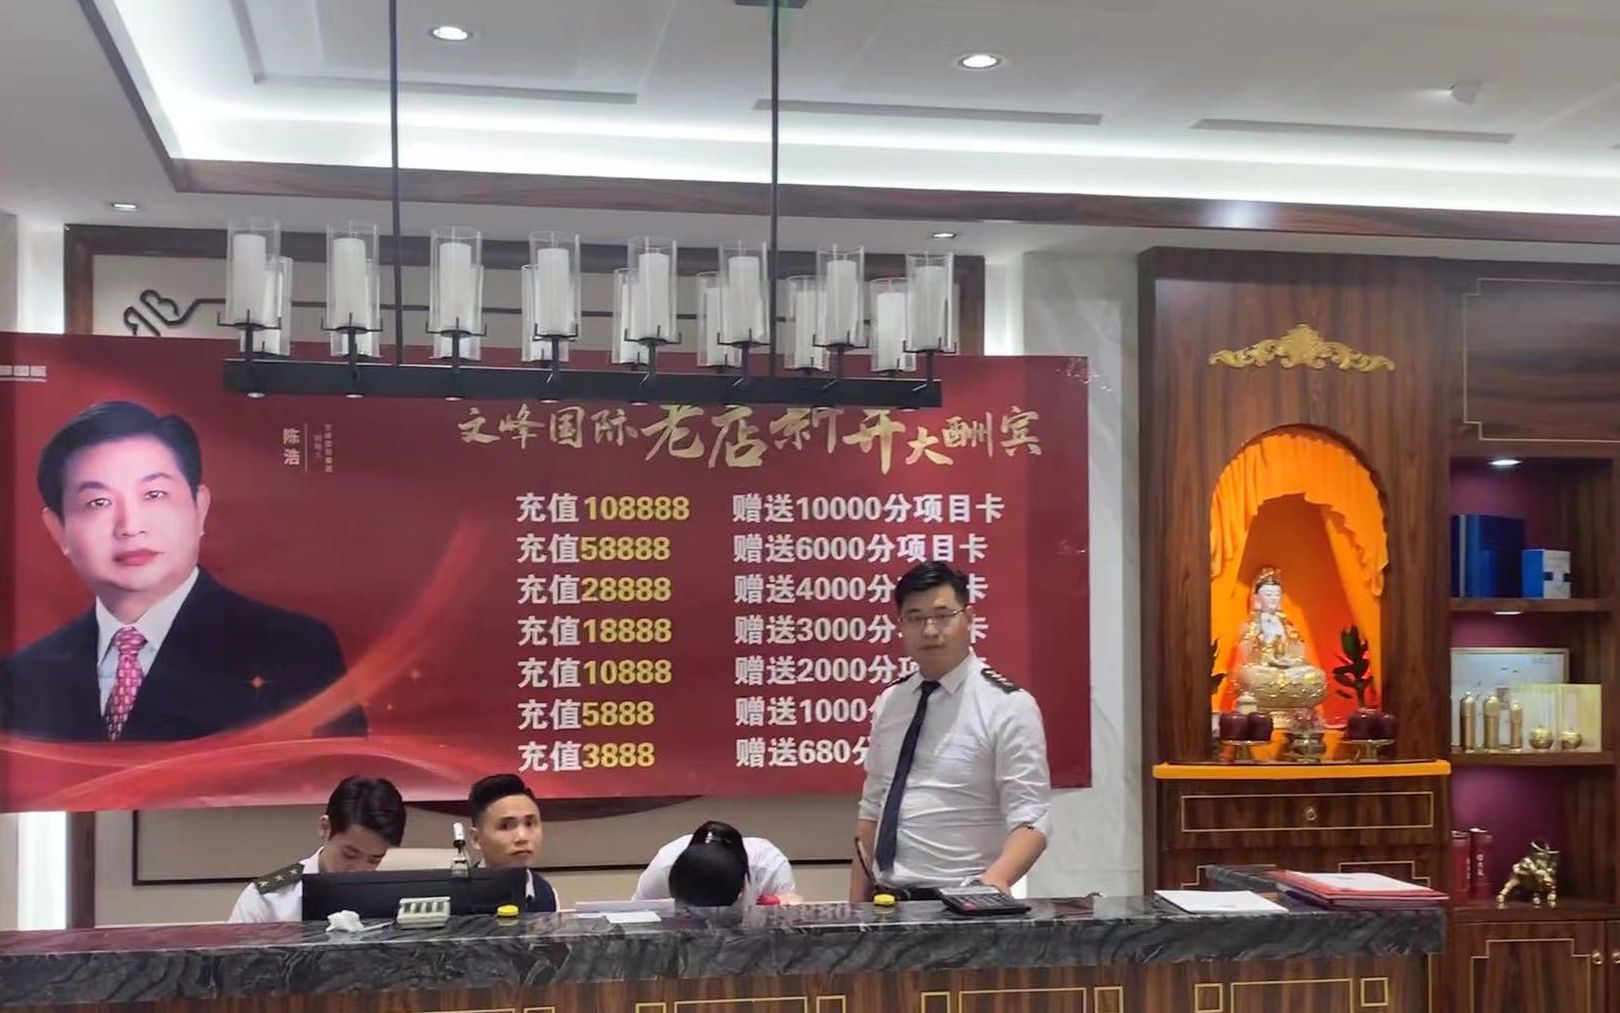 陈浩
文峰国际老店新开大酬宾
充值108888 赠送10000分项目卡
充值58888 赠送6000分项目卡
充值28888 赠送4000分 卡
充值18888 赠送3000分 卡
充值10888 赠送2000分项 卡
充值5888 赠送1000
充值3888 赠送680分